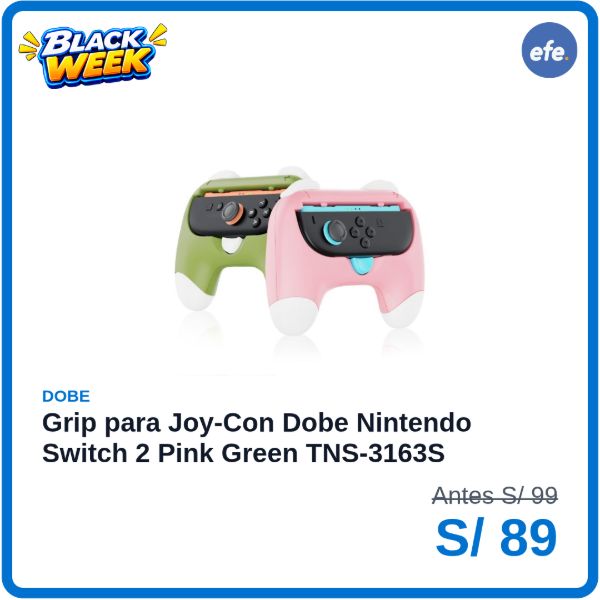 BLACK
WEEK
efe.
DOBE
Grip para Joy-Con Dobe Nintendo
Switch 2 Pink Green TNS-3163S
Antes S/ 99
S/ 89